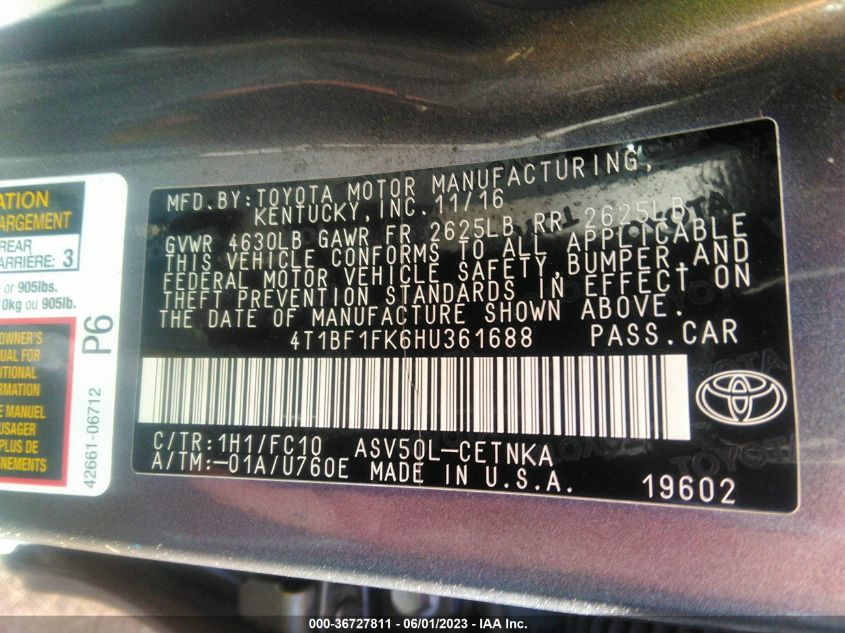 ATION
ARGEMENT
REAR
ARRIÈRE: 3
or 905lbs.
0kg ou 905lb.
OWNER'S
UAL FOR
ITIONAL
RMATION
E MANUEL
USAGER
PLUS DE
GNEMENTS
P6
42661-06712
MFD. BY: TOYOTA MOTOR MANUFACTURING,
KENTUCKY, INC. 11/16
GVWR 4630LB GAWR FR 2625LB RR 2625LB
THIS VEHICLE CONFORMS TO ALL APPLICABLE
FEDERAL MOTOR VEHICLE SAFETY, BUMPER, AND
THEFT PREVENTION STANDARDS IN EFFECT ON
THE DATE OF MANUFACTURE SHOWN ABOVE.
4T1BF1FK6HU361688 PASS.CAR
C/TR:1H1/FC10 ASV50L-CETNKA
A/TM:-01A/U760E MADE IN U.S.A.
19602
000-36727811 - 06/01/2023 - IAA Inc.